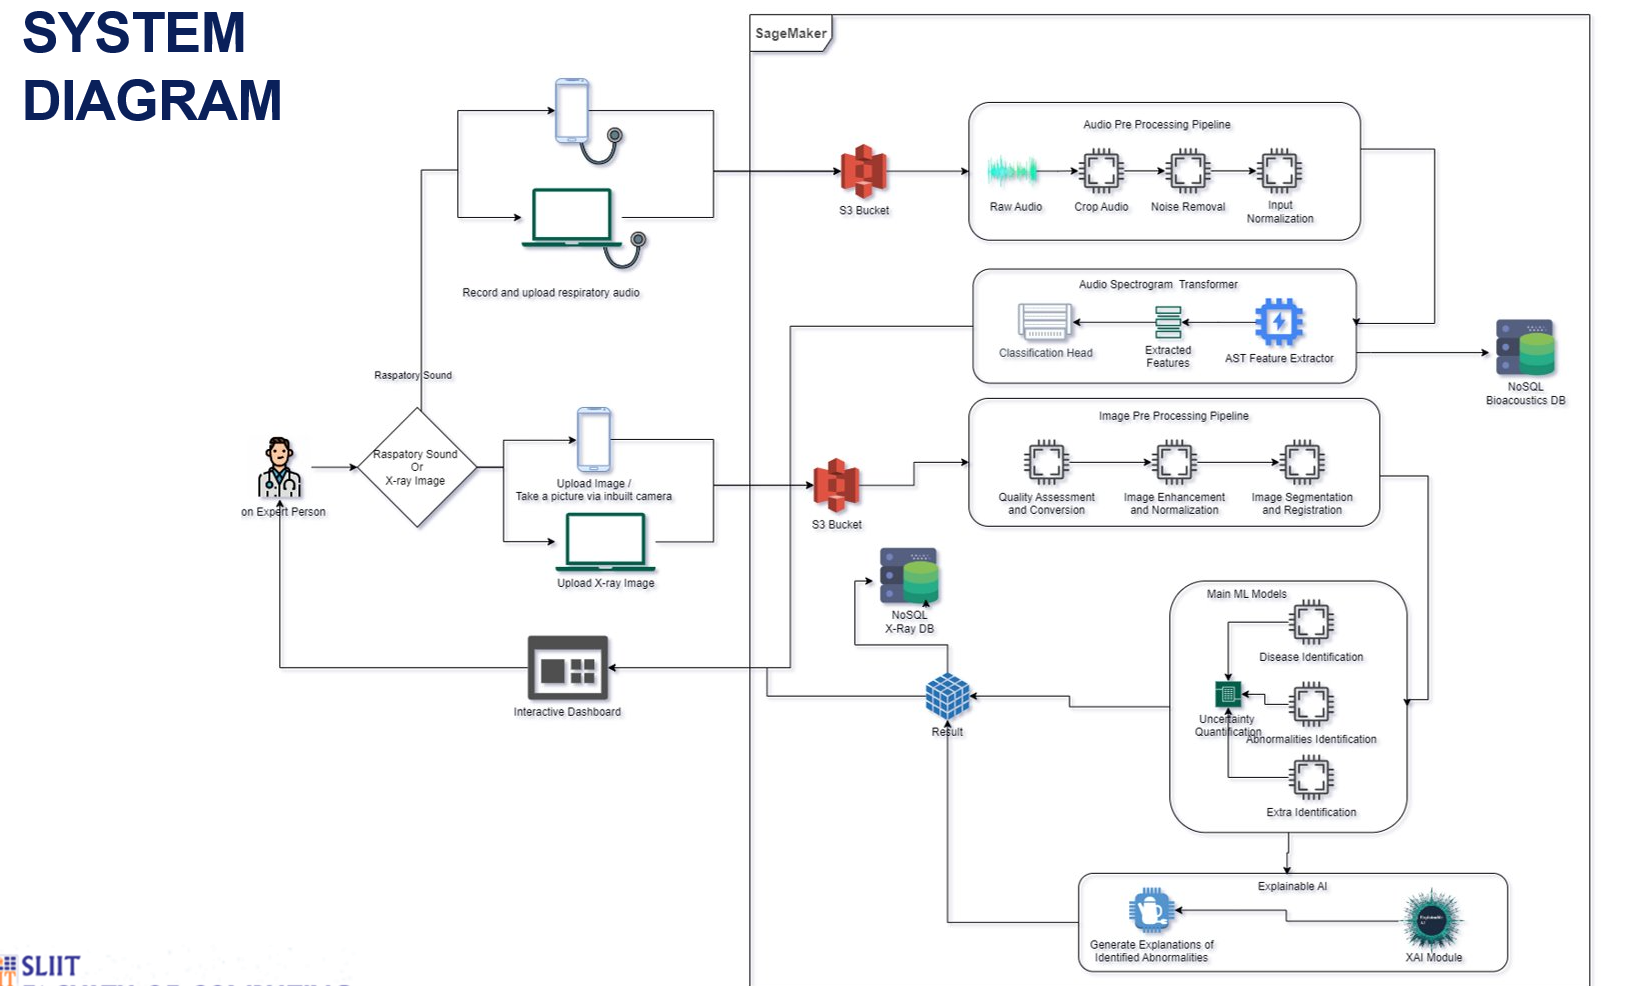 SYSTEM
DIAGRAM
SageMaker
Audio Pre Processing Pipeline
Raw Audio
Crop Audio
Noise Removal
Input
Normalization
S3 Bucket
Record and upload respiratory audio
Audio Spectrogram Transformer
Classification Head
Extracted
Features
AST Feature Extractor
NoSQL
Bioacoustics DB
Raspatory Sound
Raspatory Sound
Or
X-ray Image
on Expert Person
Upload Image /
Take a picture via inbuilt camera
Upload X-ray Image
S3 Bucket
Image Pre Processing Pipeline
Quality Assessment
and Conversion
Image Enhancement
and Normalization
Image Segmentation
and Registration
NoSQL
X-Ray DB
Main ML Models
Disease Identification
Uncertainty
Quantification
Abnormalities Identification
Extra Identification
Interactive Dashboard
Result
Explainable AI
Generate Explanations of
Identified Abnormalities
XAI Module
SLIIT